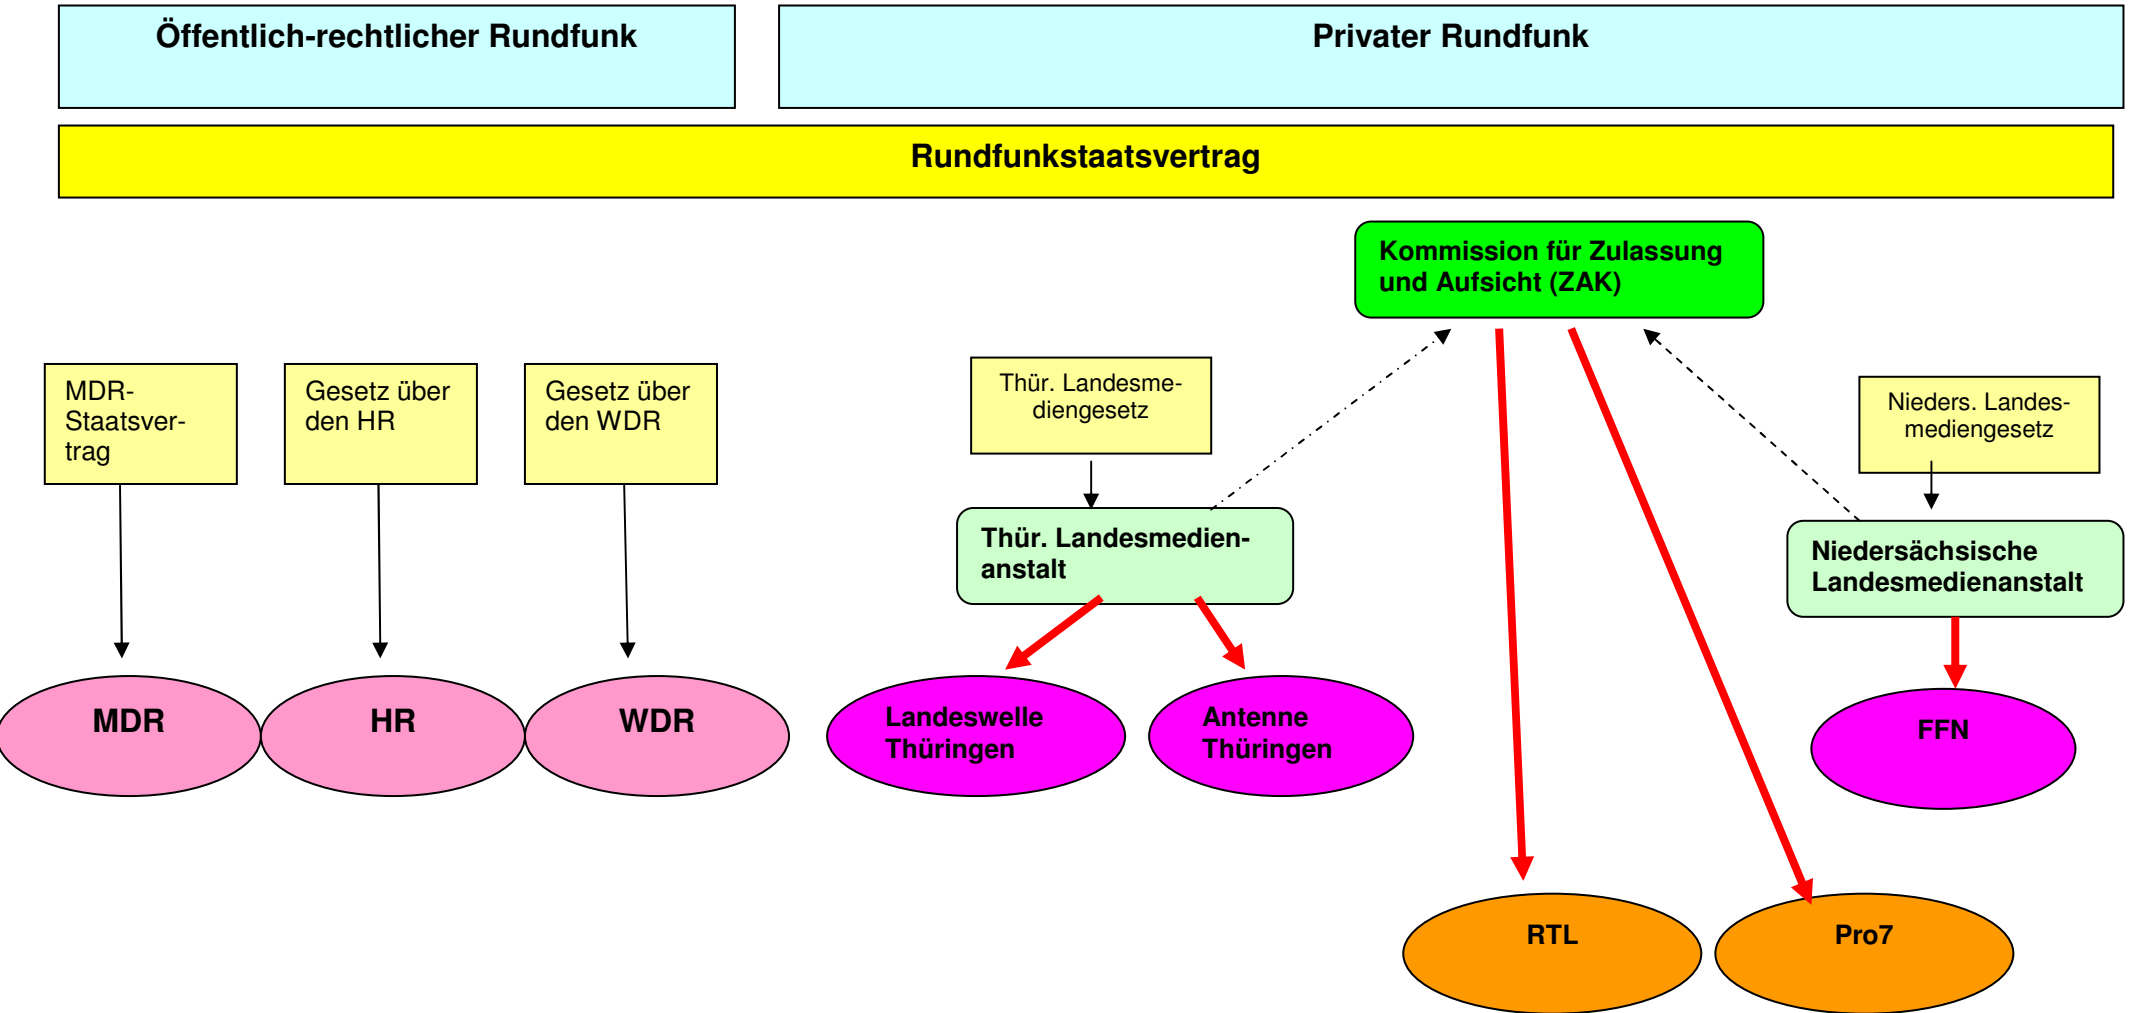 Öffentlich-rechtlicher Rundfunk
Privater Rundfunk
Rundfunkstaatsvertrag
Kommission für Zulassung
und Aufsicht (ZAK)
MDR-
Staatsver-
trag
Gesetz über
den HR
Gesetz über
den WDR
Thür. Landesme-
diengesetz
Nieders. Landes-
mediengesetz
Thür. Landesmedien-
anstalt
Niedersächsische
Landesmedienanstalt
MDR
HR
WDR
Landeswelle
Thüringen
Antenne
Thüringen
FFN
RTL
Pro7